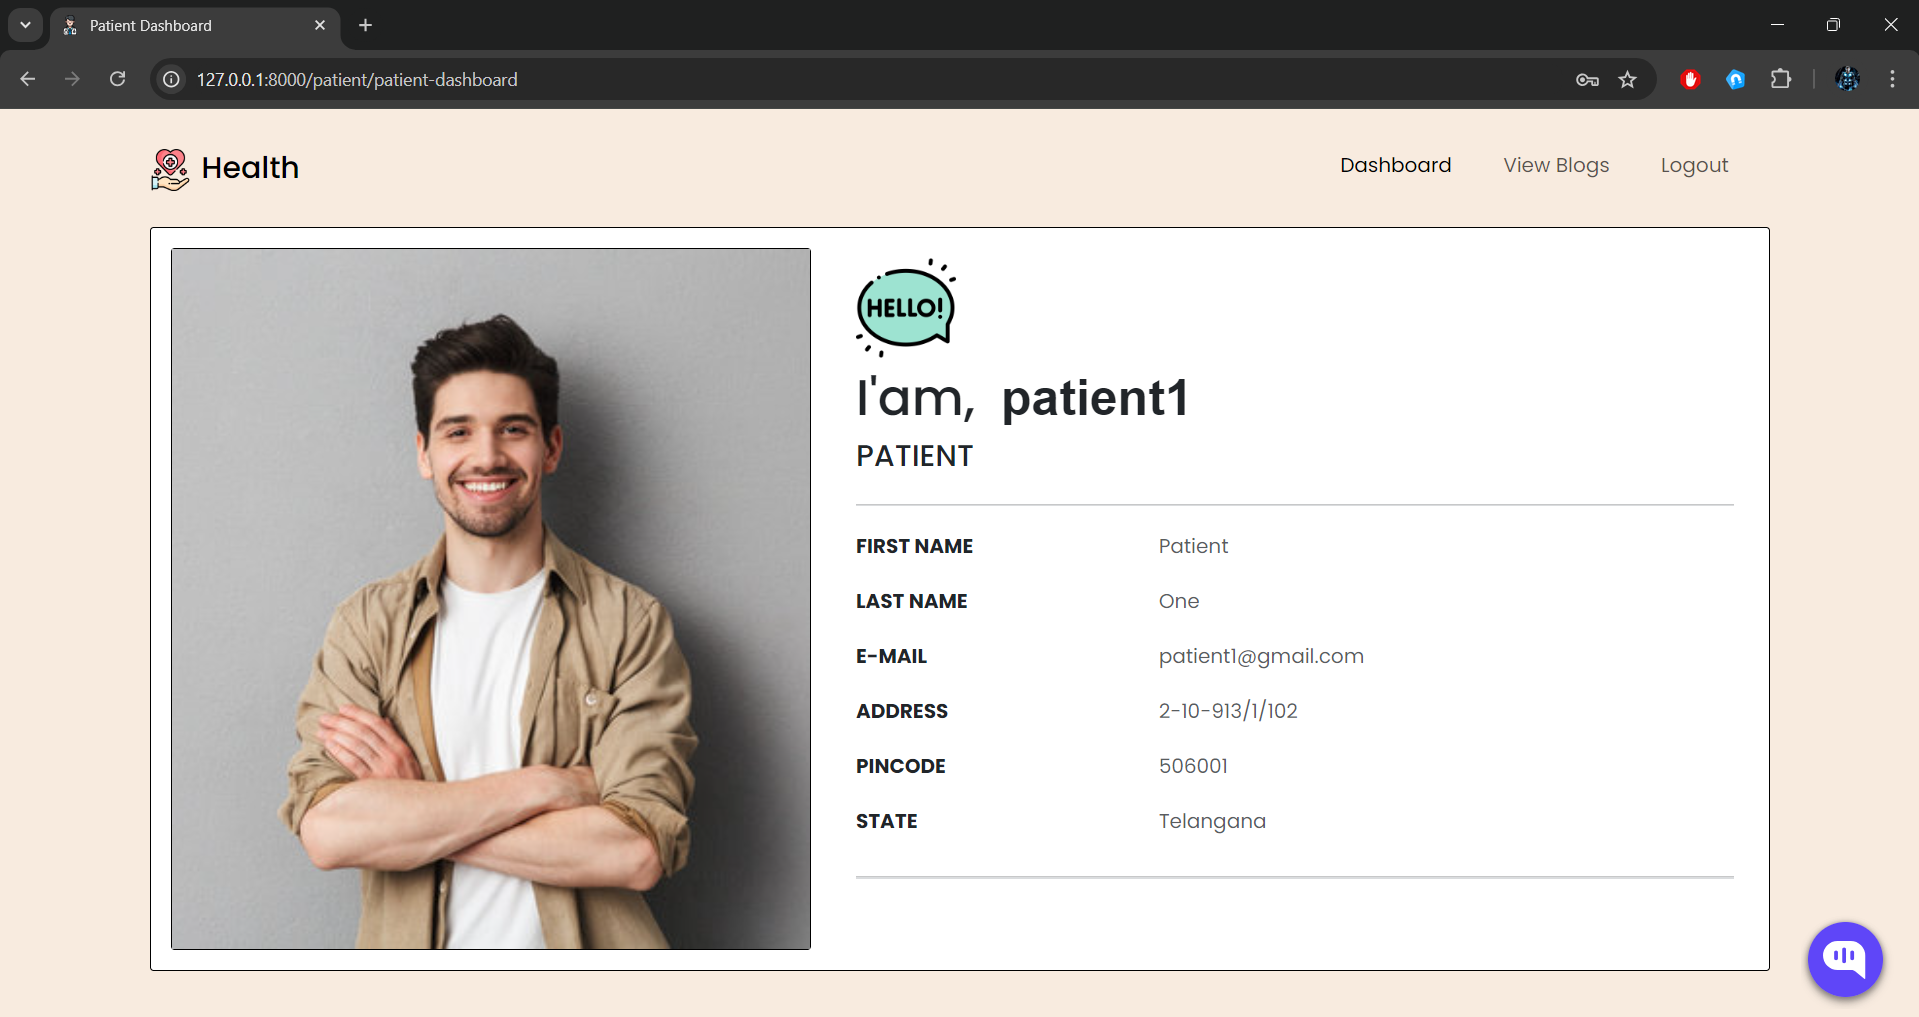 Patient Dashboard
127.0.0.1:8000/patient/patient-dashboard
Health
Dashboard View Blogs Logout
HELLO!
I'am, patient1
PATIENT
FIRST NAME Patient
LAST NAME One
E-MAIL patient1@gmail.com
ADDRESS 2-10-913/1/102
PINCODE 506001
STATE Telangana